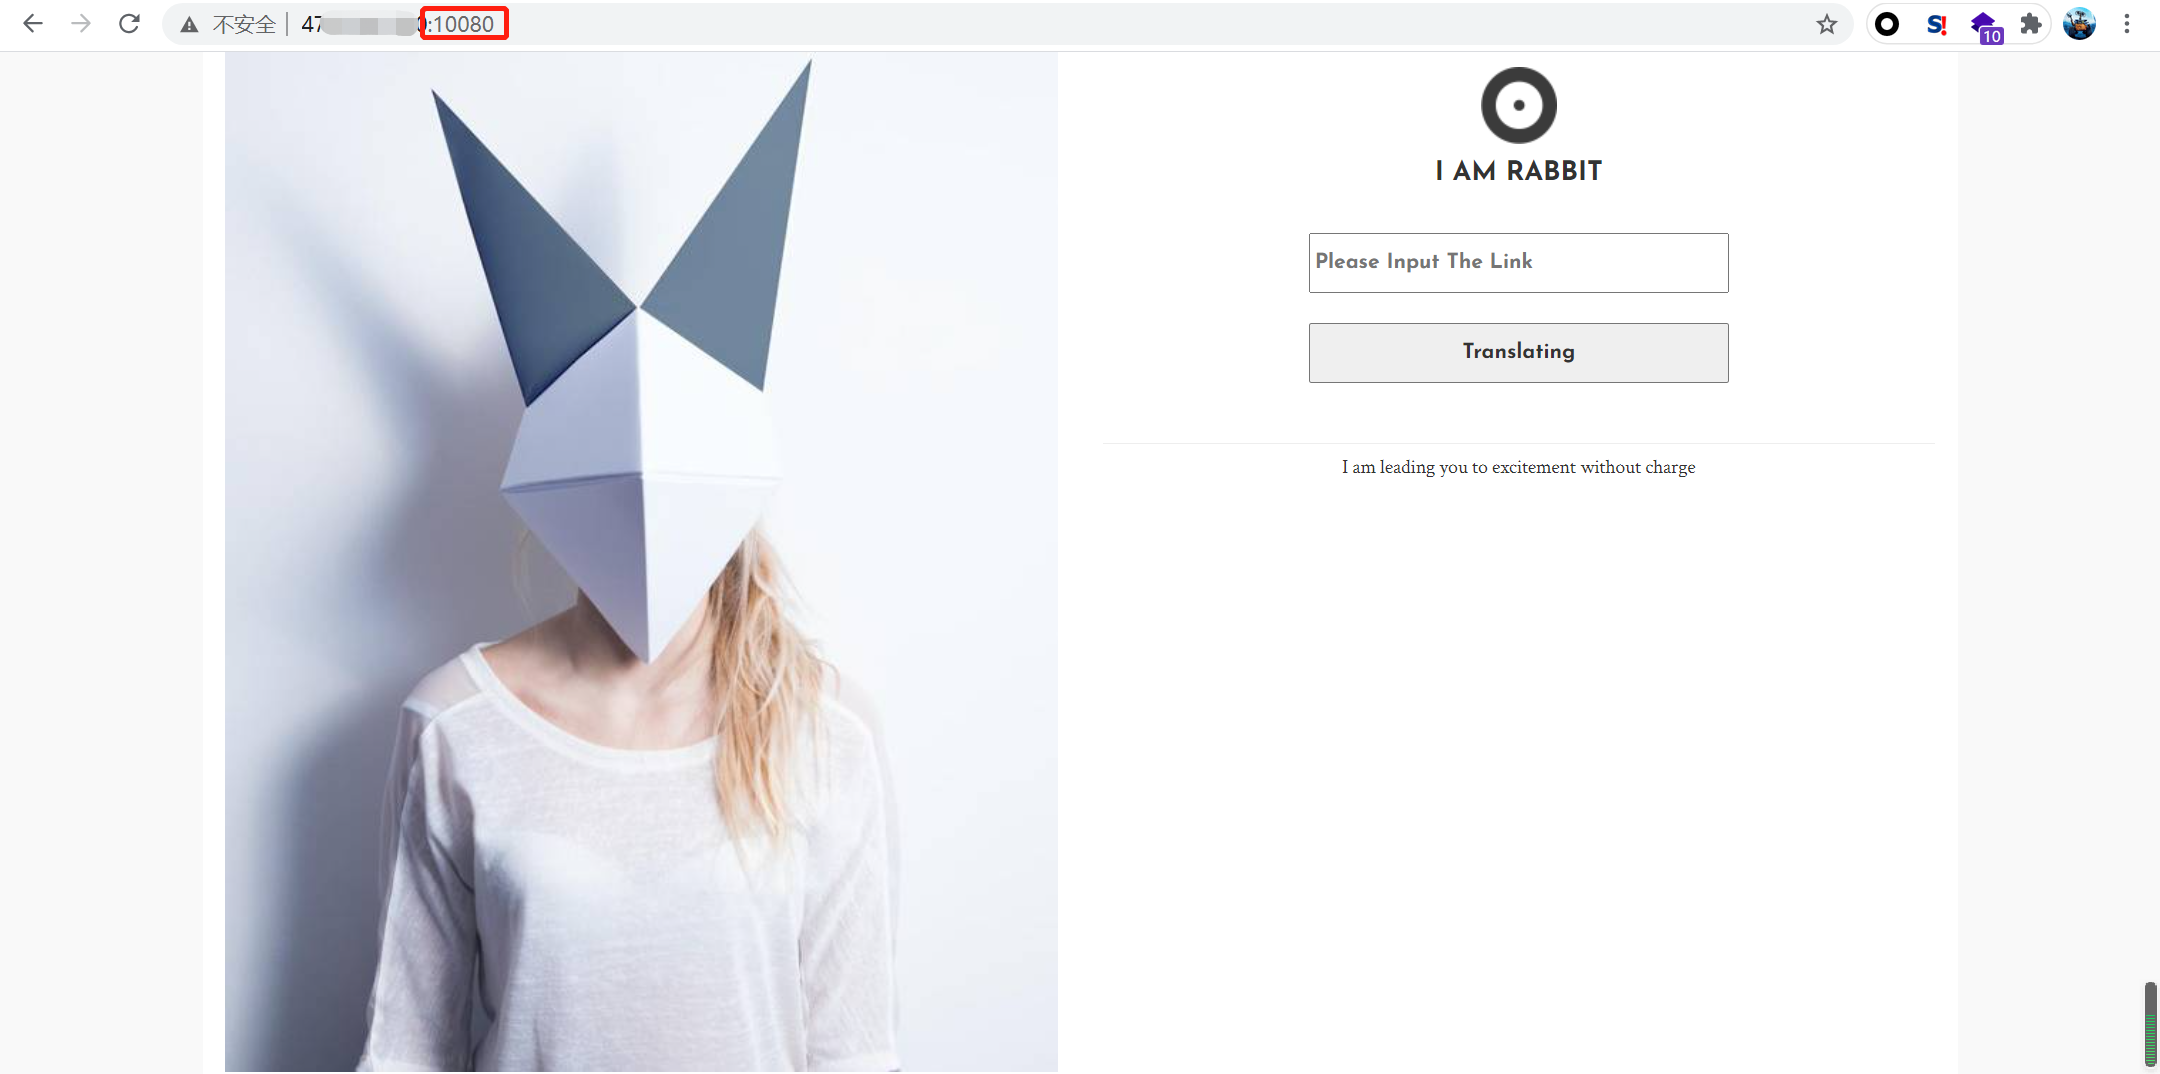 不安全 47 0:10080
S!
10
I AM RABBIT
Please Input The Link
Translating
I am leading you to excitement without charge